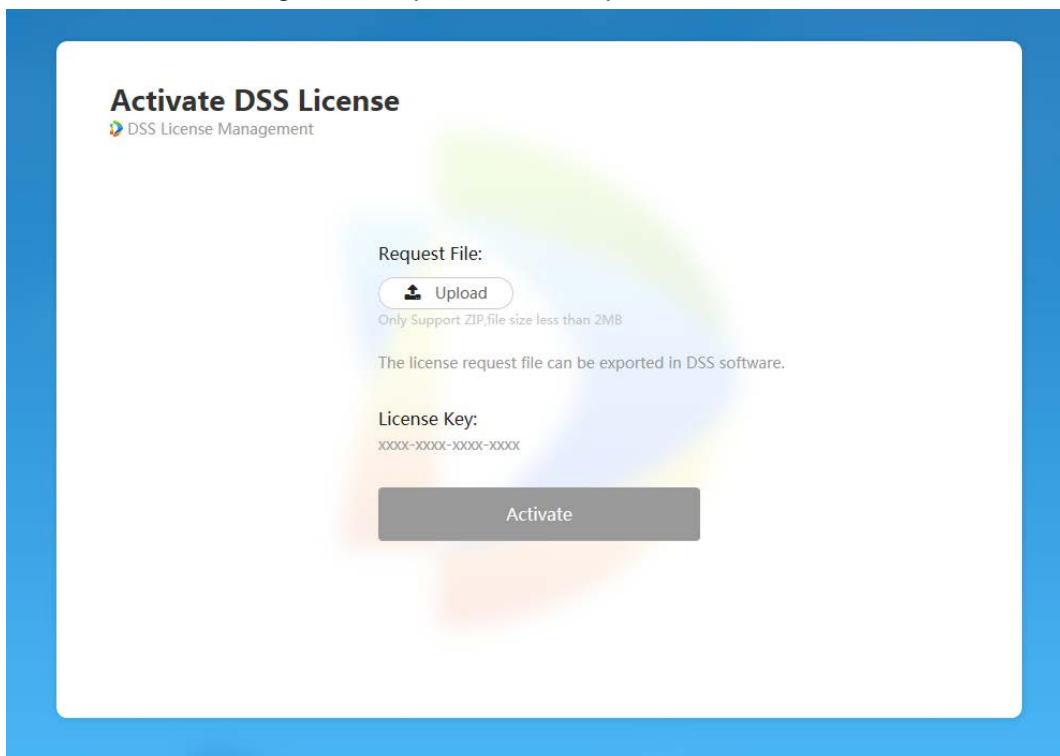 Activate DSS License
DSS License Management
Request File:
Upload
Only Support ZIP,file size less than 2MB
The license request file can be exported in DSS software.
License Key:
xxxx-xxxx-xxxx-xxxx
Activate